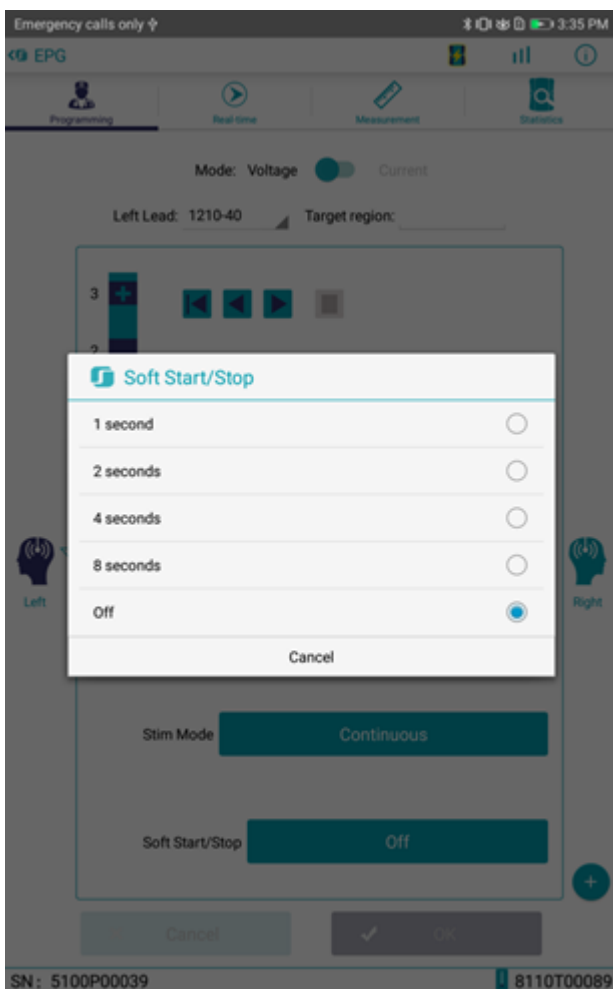 Emergency calls only
3:35 PM
EPG
Programming
Real-time
Measurement
Statistics
Mode: Voltage Current
Left Lead: 1210-40 Target region:
3
2
Soft Start/Stop
1 second
2 seconds
4 seconds
8 seconds
Off
Cancel
Left
Right
Stim Mode Continuous
Soft Start/Stop Off
Cancel OK
SN: 5100P00039 8110T00089